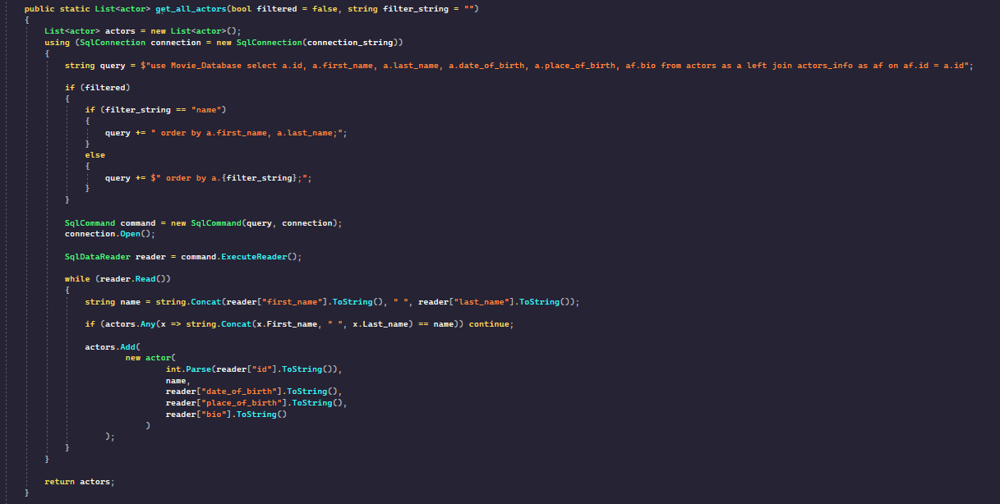 public static List<actor> get_all_actors(bool filtered = false, string filter_string = "")
{
    List<actor> actors = new List<actor>();
    using (SqlConnection connection = new SqlConnection(connection_string))
    {
        string query = $"use Movie_Database select a.id, a.first_name, a.last_name, a.date_of_birth, a.place_of_birth, af.bio from actors as a left join actors_info as af on af.id = a.id";

        if (filtered)
        {
            if (filter_string == "name")
            {
                query += " order by a.first_name, a.last_name;";
            }
            else
            {
                query += $" order by a.{filter_string};";
            }
        }

        SqlCommand command = new SqlCommand(query, connection);
        connection.Open();

        SqlDataReader reader = command.ExecuteReader();

        while (reader.Read())
        {
            string name = string.Concat(reader["first_name"].ToString(), " ", reader["last_name"].ToString());

            if (actors.Any(x => string.Concat(x.First_name, " ", x.Last_name) == name)) continue;

            actors.Add(
                    new actor(
                            int.Parse(reader["id"].ToString()),
                            name,
                            reader["date_of_birth"].ToString(),
                            reader["place_of_birth"].ToString(),
                            reader["bio"].ToString()
                        )
                );
        }
    }

    return actors;
}